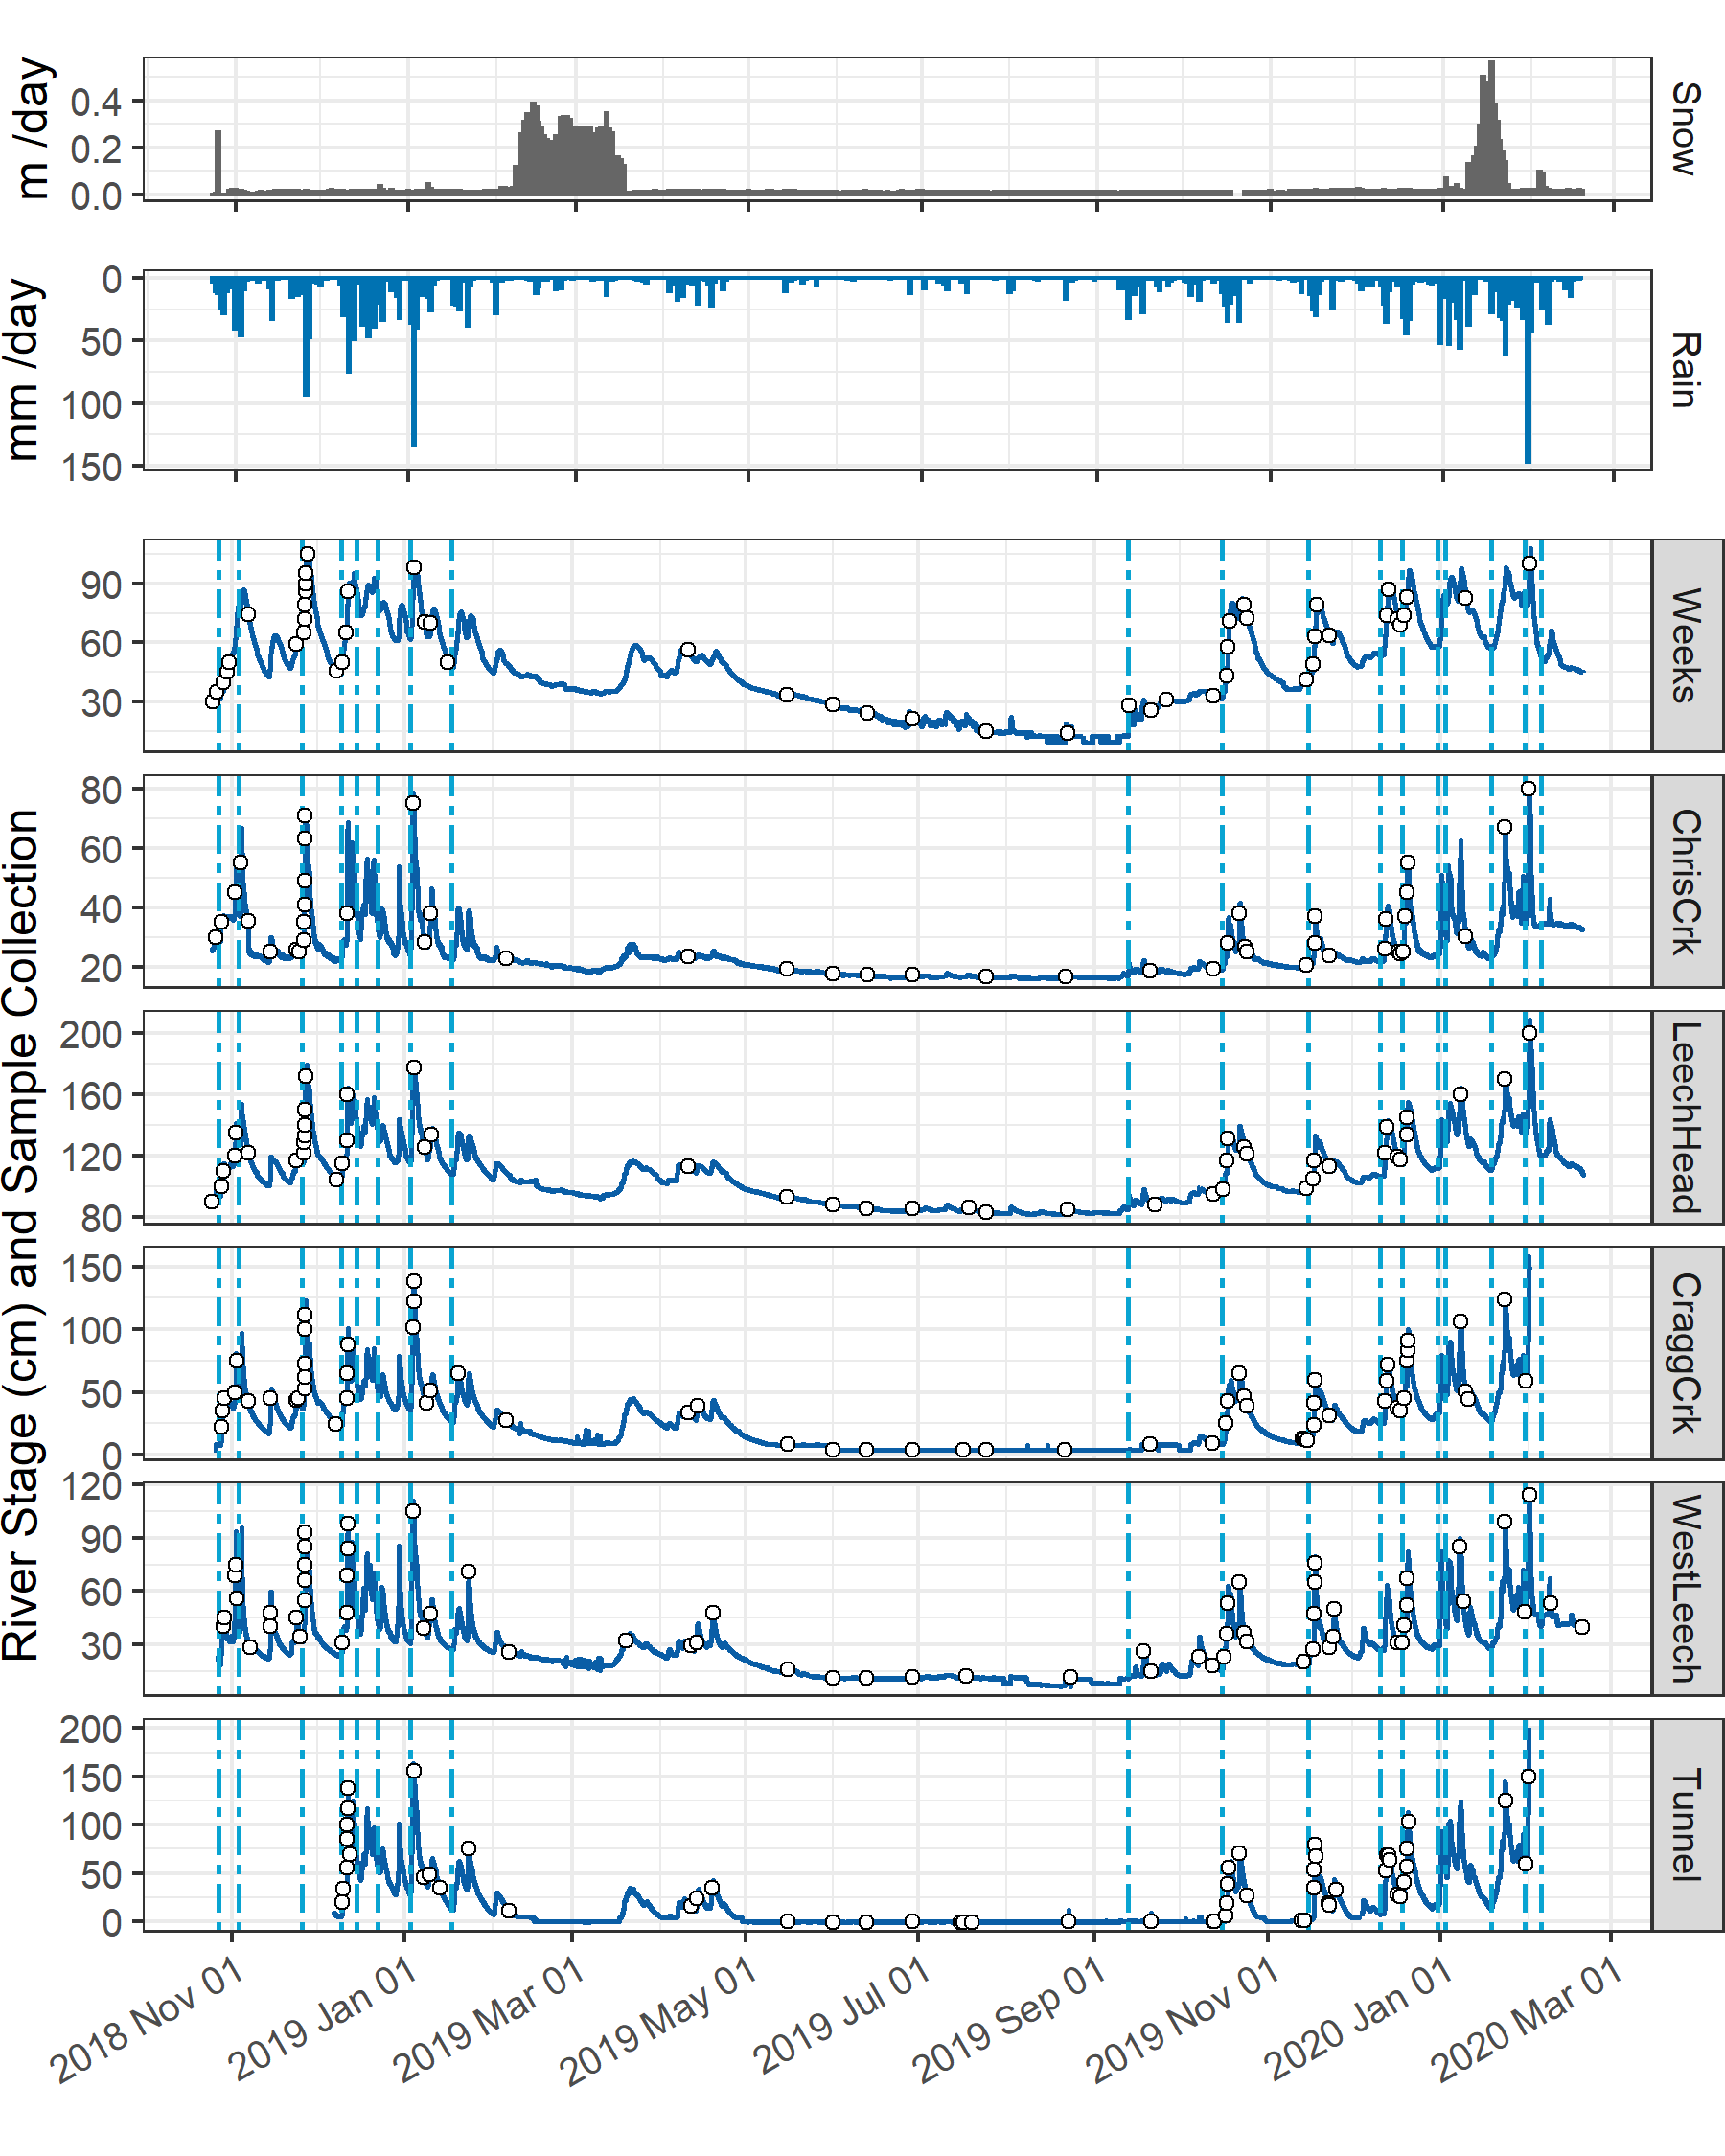 m /day
0.4
0.2
0.0
Snow
mm /day
0
50
100
150
Rain
River Stage (cm) and Sample Collection
90
60
30
Weeks
80
60
40
20
ChrisCrk
200
160
120
80
LeechHead
150
100
50
0
CraggCrk
120
90
60
30
WestLeech
200
150
100
50
0
Tunnel
2018 Nov 01
2019 Jan 01
2019 Mar 01
2019 May 01
2019 Jul 01
2019 Sep 01
2019 Nov 01
2020 Jan 01
2020 Mar 01